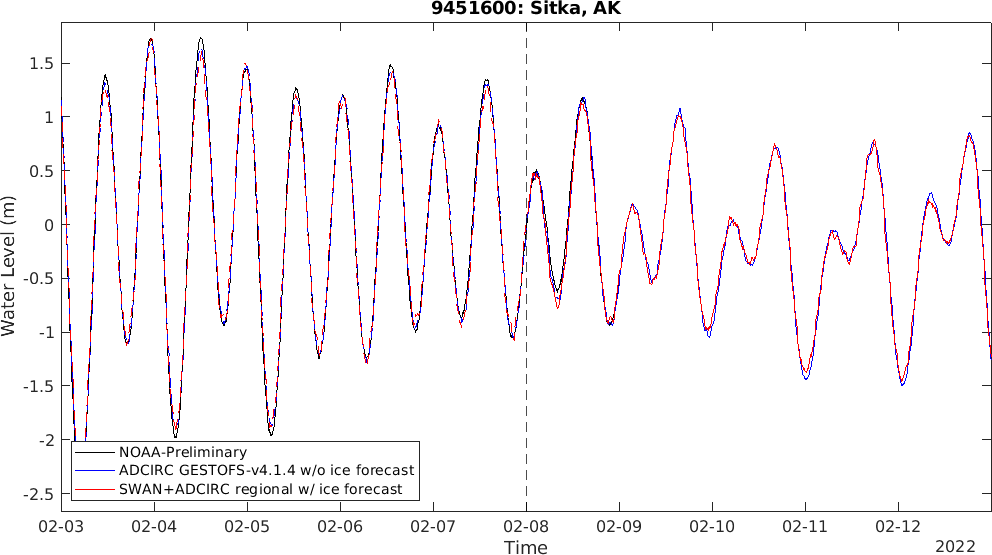 9451600: Sitka, AK
Water Level (m)
1.5
1
0.5
0
-0.5
-1
-1.5
-2
-2.5
NOAA-Preliminary
ADCIRC GESTOFS-v4.1.4 w/o ice forecast
SWAN+ADCIRC regional w/ ice forecast
02-03 02-04 02-05 02-06 02-07 02-08 02-09 02-10 02-11 02-12
Time
2022